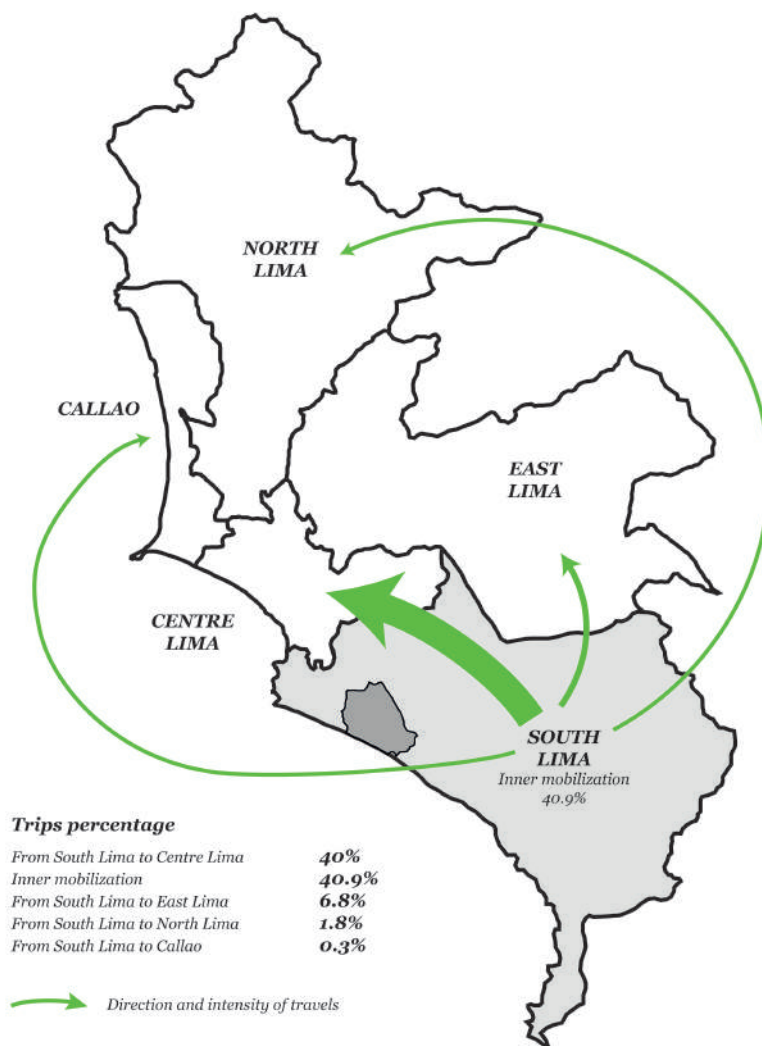 NORTH
LIMA
CALLAO
EAST
LIMA
CENTRE
LIMA
SOUTH
LIMA
Inner mobilization
40.9%
Trips percentage
From South Lima to Centre Lima 40%
Inner mobilization 40.9%
From South Lima to East Lima 6.8%
From South Lima to North Lima 1.8%
From South Lima to Callao 0.3%
Direction and intensity of travels